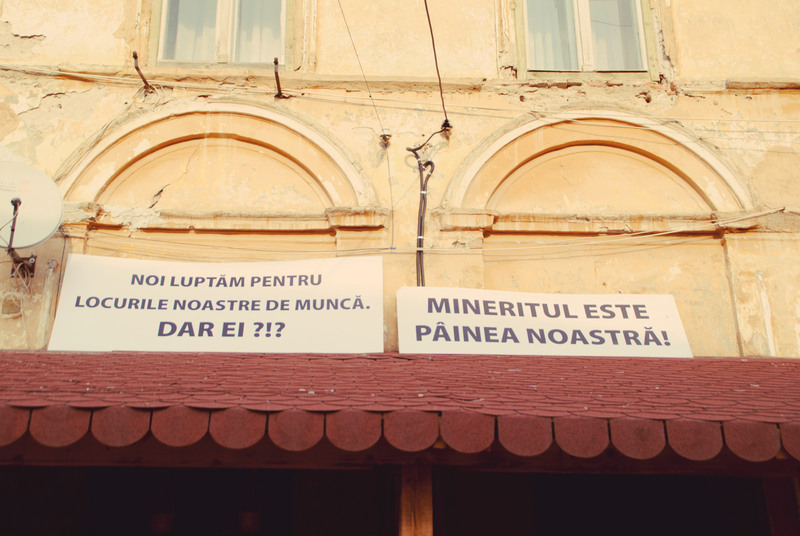 NOI LUPTĂM PENTRU
LOCURILE NOASTRE DE MUNCĂ.
DAR EI ?!?
MINERITUL ESTE
PÂINEA NOASTRĂ!